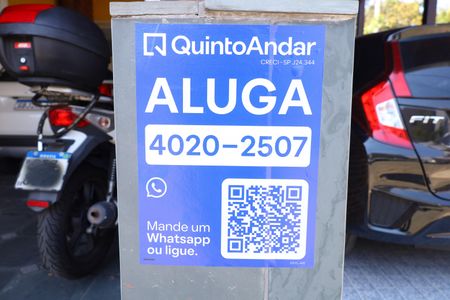 QuintoAndar
CRECI-SP J24.344
ALUGA
4020-2507
Mande um
Whatsapp
ou ligue.
FIT